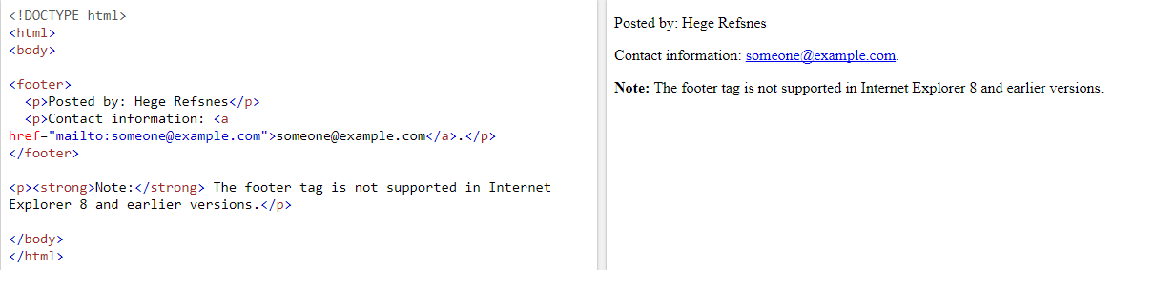 <!DOCTYPE html>
<html>
<body>
<footer>
<p>Posted by: Hege Refsnes</p>
<p>Contact information: <a
href="mailto:someone@example.com">someone@example.com</a>.</p>
</footer>
<p><strong>Note:</strong> The footer tag is not supported in Internet
Explorer 8 and earlier versions.</p>
</body>
</html>
Posted by: Hege Refsnes
Contact information: someone@example.com.
Note: The footer tag is not supported in Internet Explorer 8 and earlier versions.